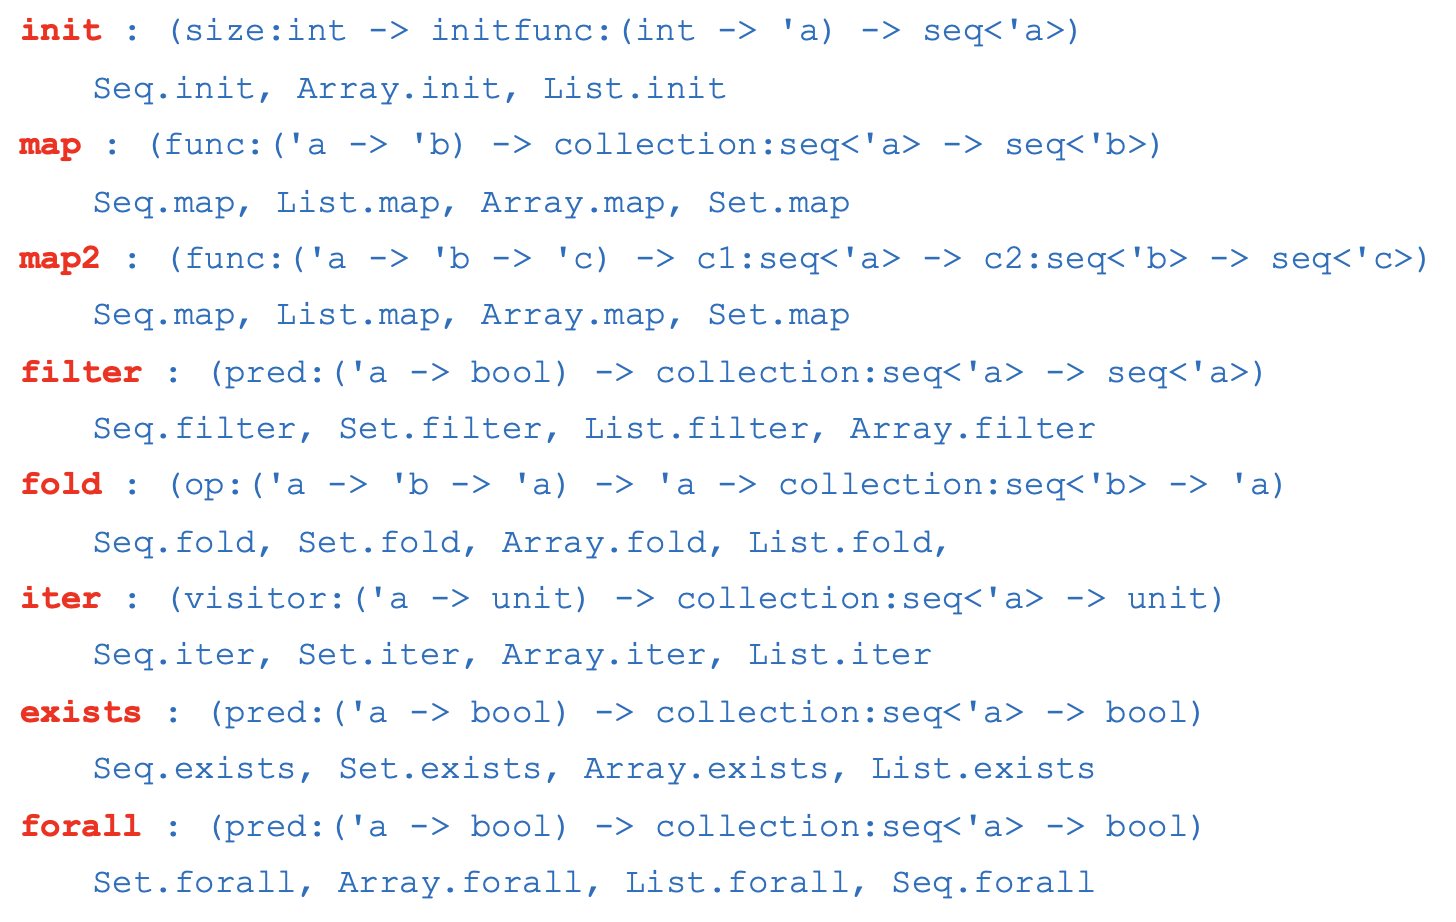 init : (size:int -> initfunc:(int -> 'a) -> seq<'a>)
Seq.init, Array.init, List.init
map : (func:('a -> 'b) -> collection:seq<'a> -> seq<'b>)
Seq.map, List.map, Array.map, Set.map
map2 : (func:('a -> 'b -> 'c) -> c1:seq<'a> -> c2:seq<'b> -> seq<'c>)
Seq.map, List.map, Array.map, Set.map
filter : (pred:('a -> bool) -> collection:seq<'a> -> seq<'a>)
Seq.filter, Set.filter, List.filter, Array.filter
fold : (op:('a -> 'b -> 'a) -> 'a -> collection:seq<'b> -> 'a)
Seq.fold, Set.fold, Array.fold, List.fold,
iter : (visitor:('a -> unit) -> collection:seq<'a> -> unit)
Seq.iter, Set.iter, Array.iter, List.iter
exists : (pred:('a -> bool) -> collection:seq<'a> -> bool)
Seq.exists, Set.exists, Array.exists, List.exists
forall : (pred:('a -> bool) -> collection:seq<'a> -> bool)
Set.forall, Array.forall, List.forall, Seq.forall